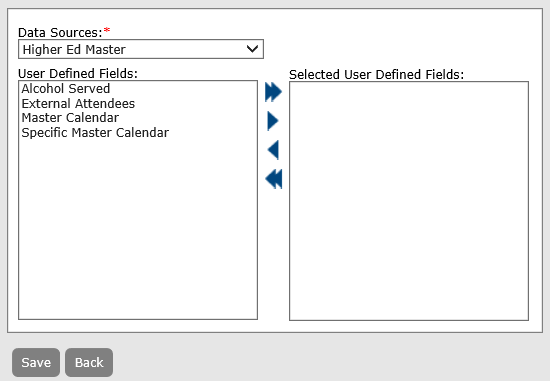 Data Sources:*
Higher Ed Master
User Defined Fields:
Selected User Defined Fields:
Alcohol Served
External Attendees
Master Calendar
Specific Master Calendar
Save
Back